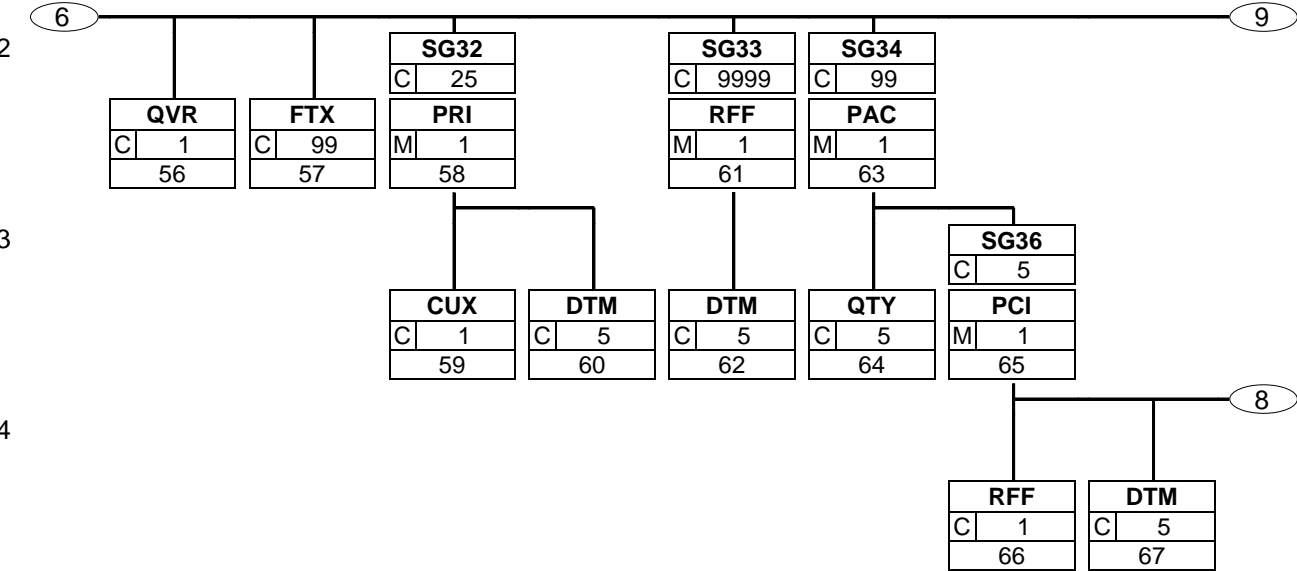 6 9
2
SG32 SG33 SG34
C 25 C 9999 C 99
QVR FTX PRI RFF PAC
C 1 C 99 M 1 M 1 M 1
56 57 58 61 63
3
SG36
C 5
CUX DTM DTM QTY PCI
C 1 C 5 C 5 C 5 M 1
59 60 62 64 65
8
4
RFF DTM
C 1 C 5
66 67